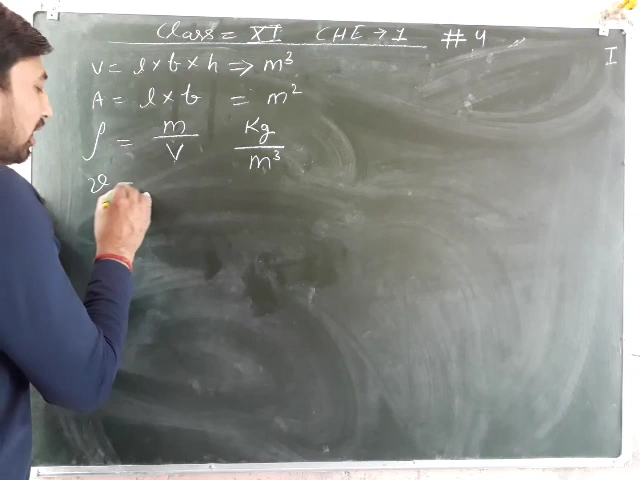 Class = XI CHE → 1 # 4
I
V = l × b × h ⇒ m³
A = l × b = m²
ρ = m/V Kg/m³
v =